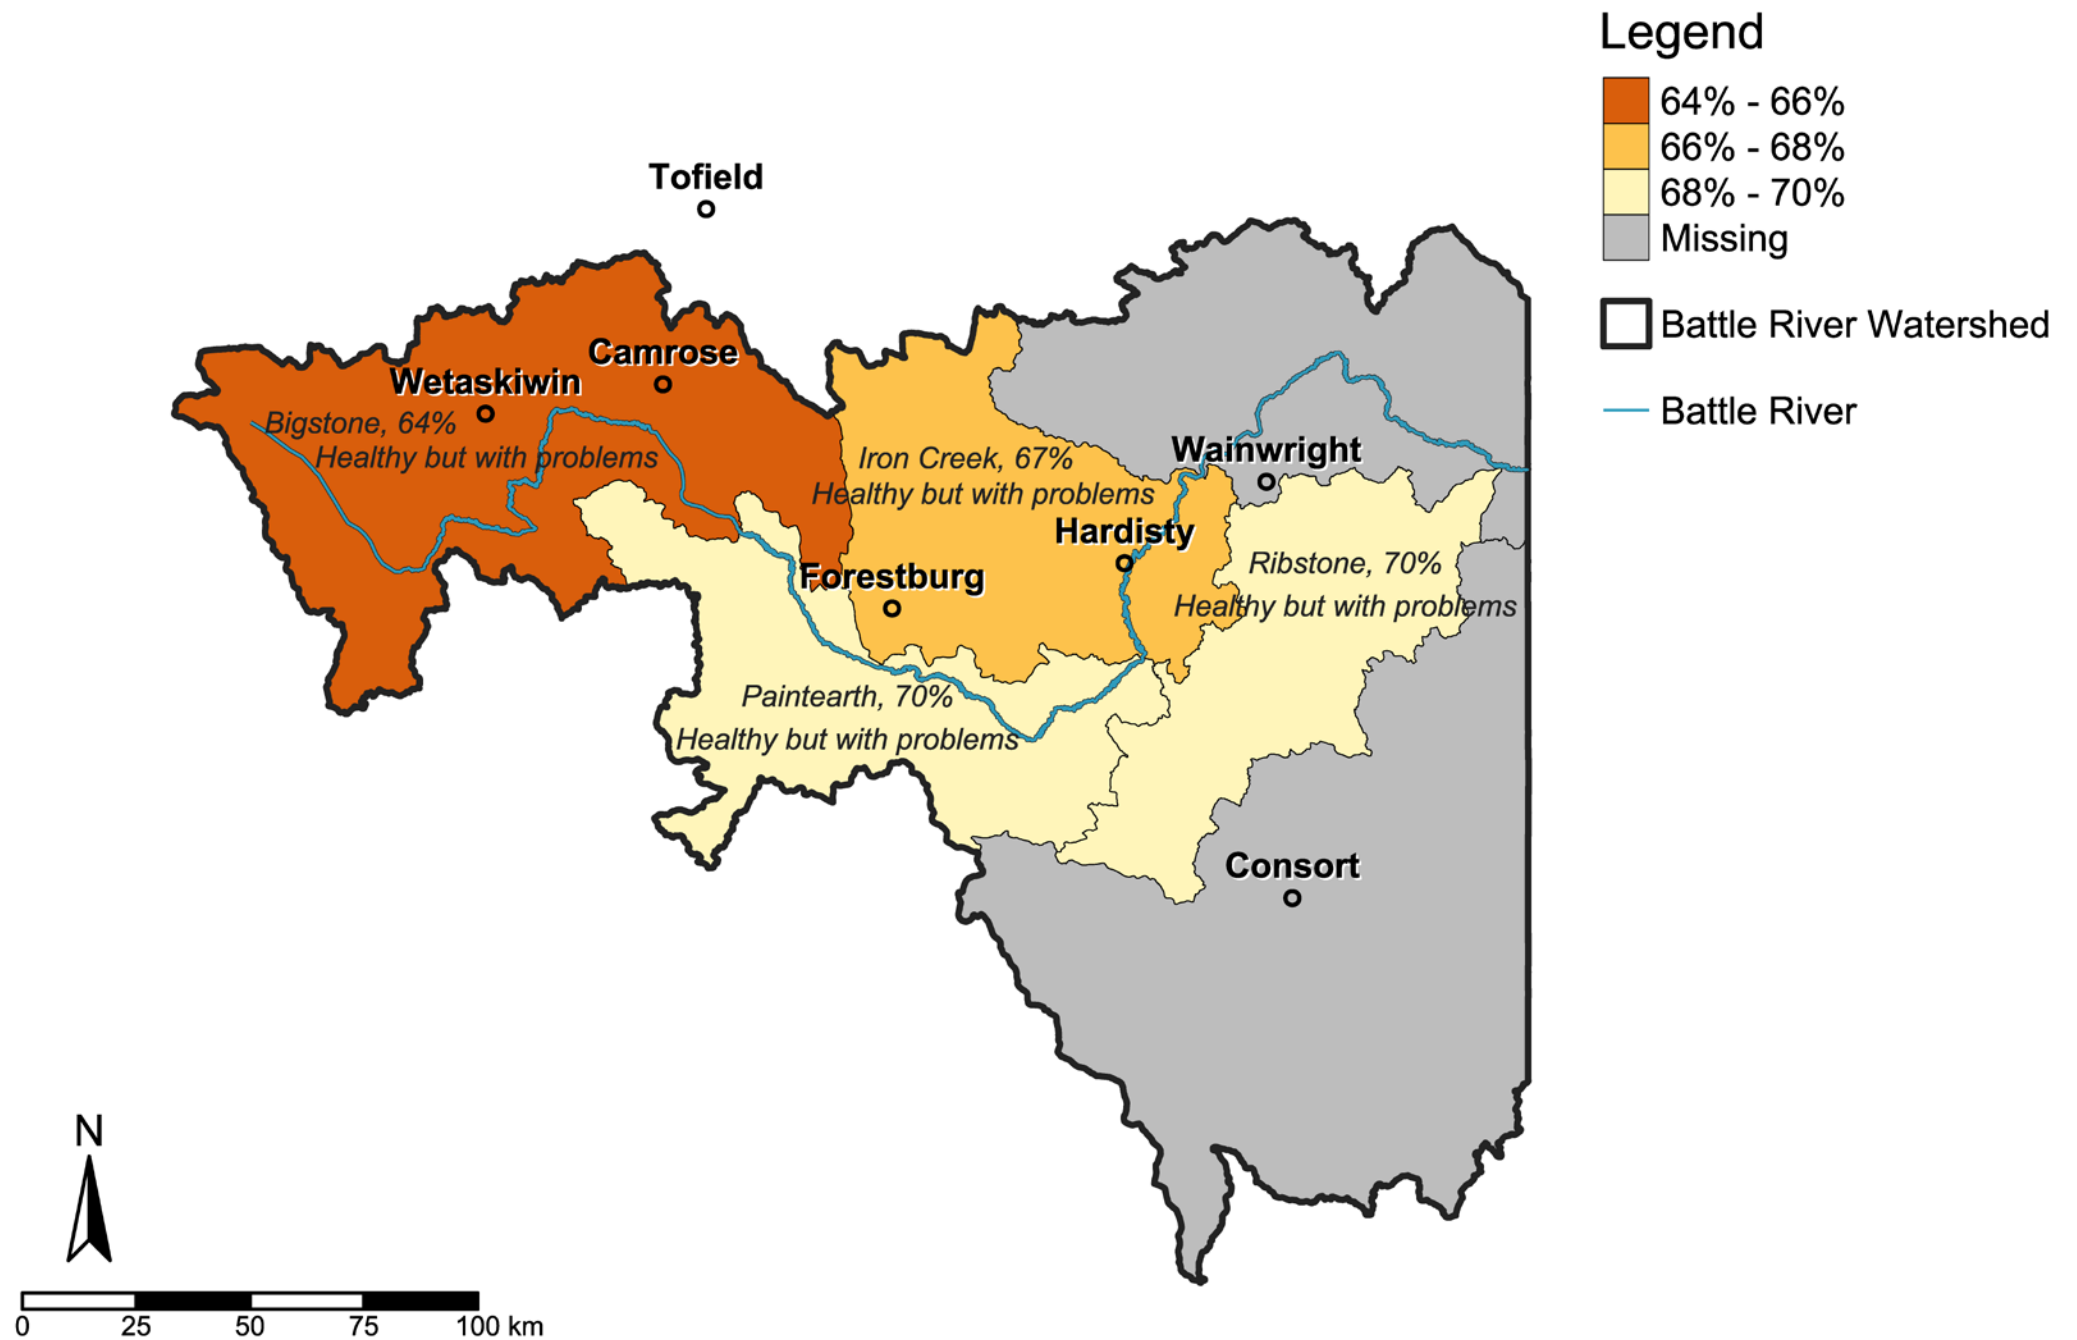 Legend
64% - 66%
66% - 68%
68% - 70%
Missing
Battle River Watershed
Battle River
Tofield
Camrose
Wetaskiwin
Bigstone, 64%
Healthy but with problems
Iron Creek, 67%
Healthy but with problems
Wainwright
Hardisty
Forestburg
Ribstone, 70%
Healthy but with problems
Paintearth, 70%
Healthy but with problems
Consort
N
0 25 50 75 100 km